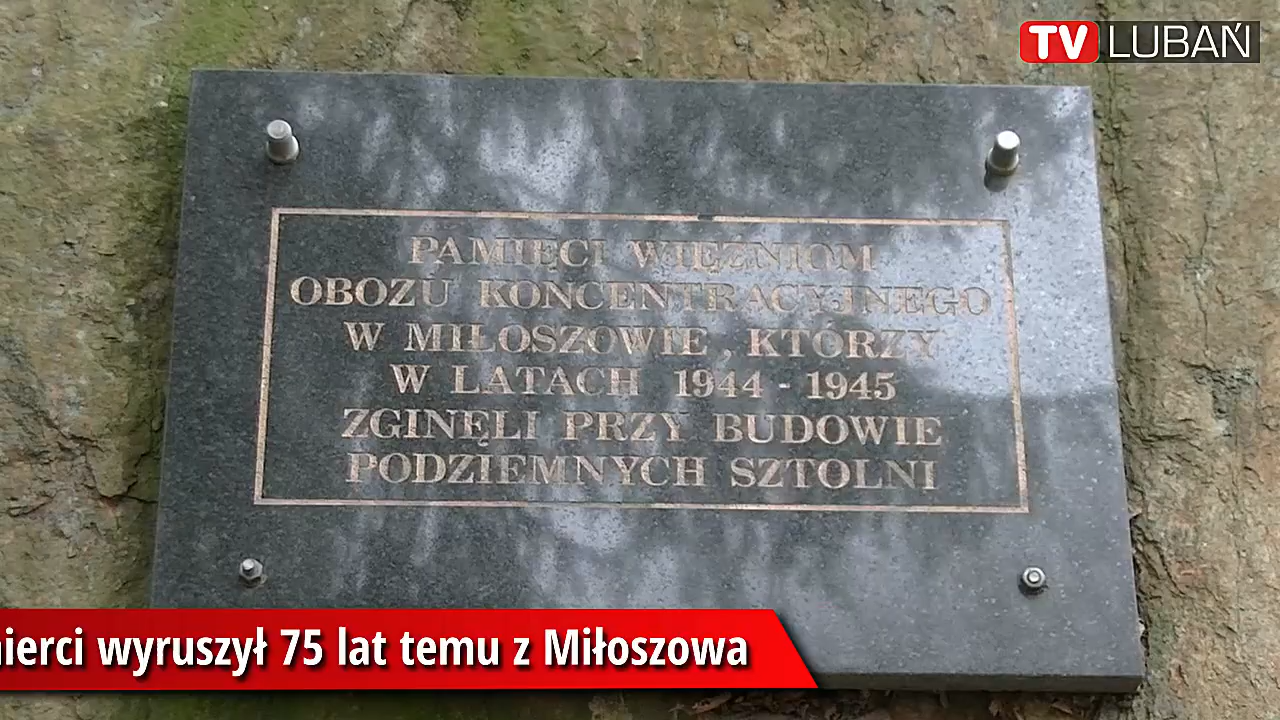 TV LUBAŃ
PAMIĘCI WIĘŹNIOM
OBOZU KONCENTRACYJNEGO
W MIŁOSZOWIE, KTÓRZY
W LATACH 1944 - 1945
ZGINĘLI PRZY BUDOWIE
PODZIEMNYCH SZTOLNI
wyruszył 75 lat temu z Miłoszowa